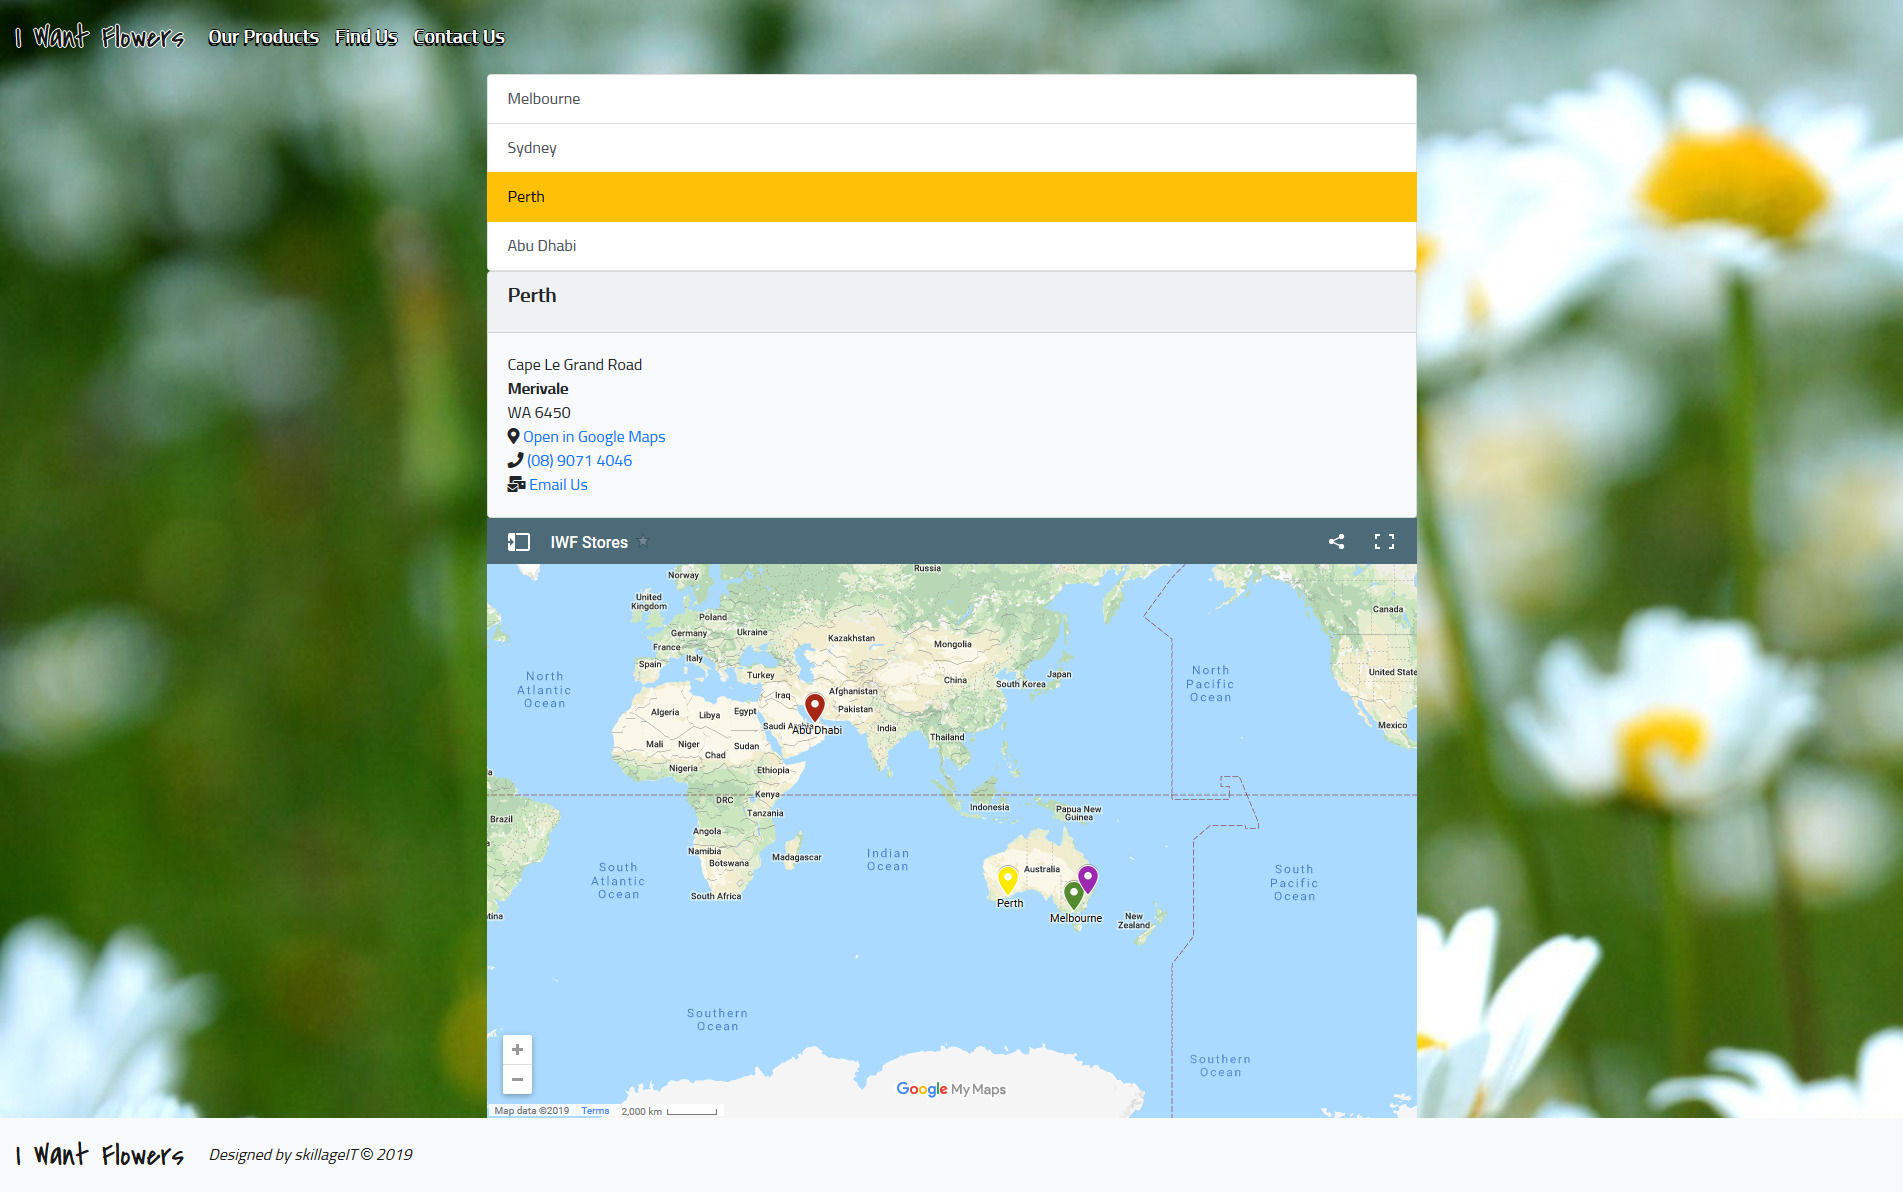 I Want Flowers Our Products Find Us Contact Us
Melbourne
Sydney
Perth
Abu Dhabi
Perth
Cape Le Grand Road
Merivale
WA 6450
Open in Google Maps
(08) 9071 4046
Email Us
IWF Stores
Russia
Norway
United
Kingdom
Canada
Poland
Germany
Ukraine
Kazakhstan
Mongolia
France
Italy
Spain
Turkey
China
South Korea
Japan
United State
North
Atlantic
Ocean
North
Pacific
Ocean
Iraq
Afghanistan
Pakistan
Algeria
Libya
Egypt
Saudi Arabia
Abu Dhabi
India
Mexico
Thailand
Mali
Niger
Chad
Sudan
Nigeria
Ethiopia
DRC
Kenya
Tanzania
Indonesia
Papua New
Guinea
Brazil
Angola
Namibia
Botswana
Madagascar
South Africa
Indian
Ocean
Australia
South
Atlantic
Ocean
South
Pacific
Ocean
Perth
Melbourne
New
Zealand
tina
Southern
Ocean
Southern
Ocean
+
−
Google My Maps
Map data ©2019 Terms 2,000 km
I Want Flowers Designed by skillageIT © 2019